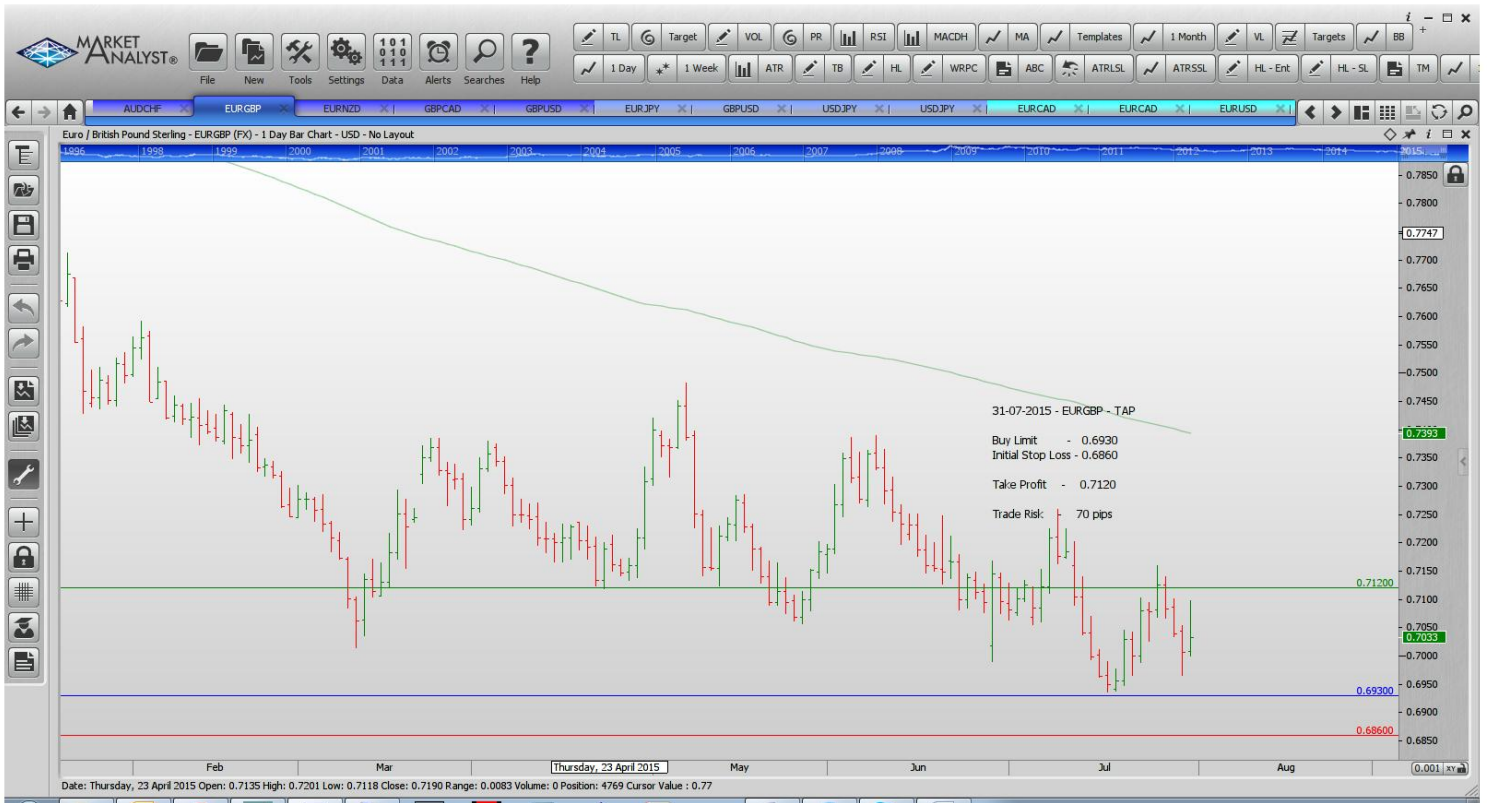 MARKET
ANALYST®
File New Tools Settings Data Alerts Searches Help
TL Target VOL PR RSI MACDH MA Templates 1 Month VL Targets BB
1 Day 1 Week ATR TB HL WRPC ABC ATRLSL ATRSSL HL - Ent HL - SL TM
AUDCHF EURGBP EURNZD GBPCAD GBPUSD EURJPY GBPUSD USDJPY USDJPY EURCAD EURCAD EURUSD
Euro / British Pound Sterling - EURGBP (FX) - 1 Day Bar Chart - USD - No Layout
1996 1998 1999 2000 2001 2002 2003 2004 2005 2006 2007 2008 2009 2010 2011 2012 2013 2014 2015
0.7850
0.7800
0.7747
0.7700
0.7650
0.7600
0.7550
0.7500
0.7450
31-07-2015 - EURGBP - TAP
0.7393
Buy Limit - 0.6930
Initial Stop Loss - 0.6860
0.7350
Take Profit - 0.7120
0.7300
Trade Risk - 70 pips
0.7250
0.7200
0.7150
0.71200
0.7100
0.7050
0.7033
0.7000
0.6950
0.69300
0.6900
0.68600
0.6850
Feb Mar Thursday, 23 April 2015 May Jun Jul Aug 0.001 XY
Date: Thursday, 23 April 2015 Open: 0.7135 High: 0.7201 Low: 0.7118 Close: 0.7190 Range: 0.0083 Volume: 0 Position: 4769 Cursor Value : 0.77